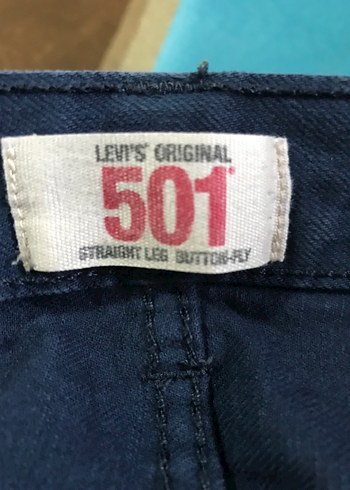 LEVI'S® ORIGINAL
501®
STRAIGHT LEG BUTTON-FLY